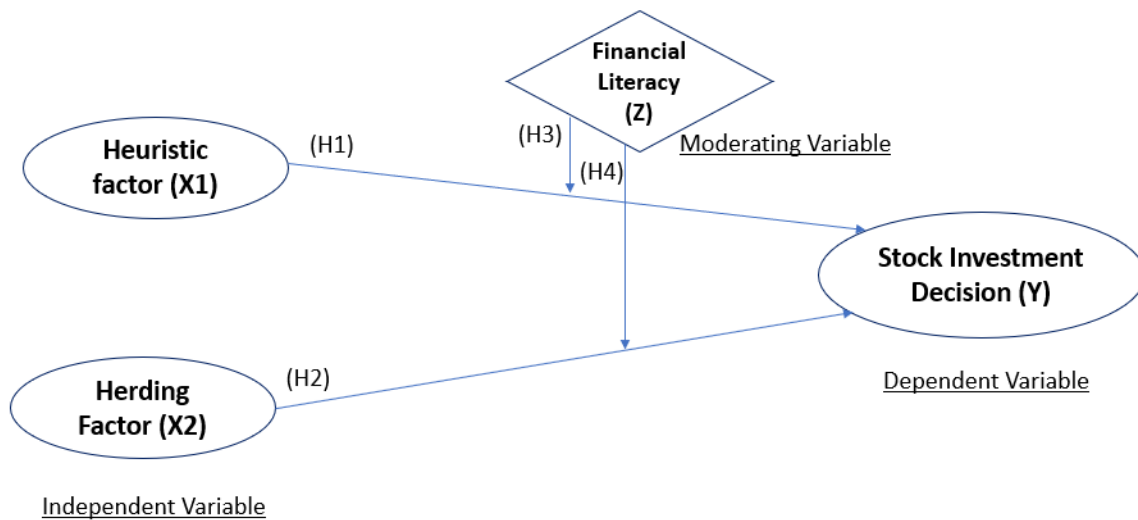 Financial
Literacy
(Z)
Moderating Variable
(H3)
(H4)
(H1)
Heuristic
factor (X1)
Stock Investment
Decision (Y)
Dependent Variable
(H2)
Herding
Factor (X2)
Independent Variable